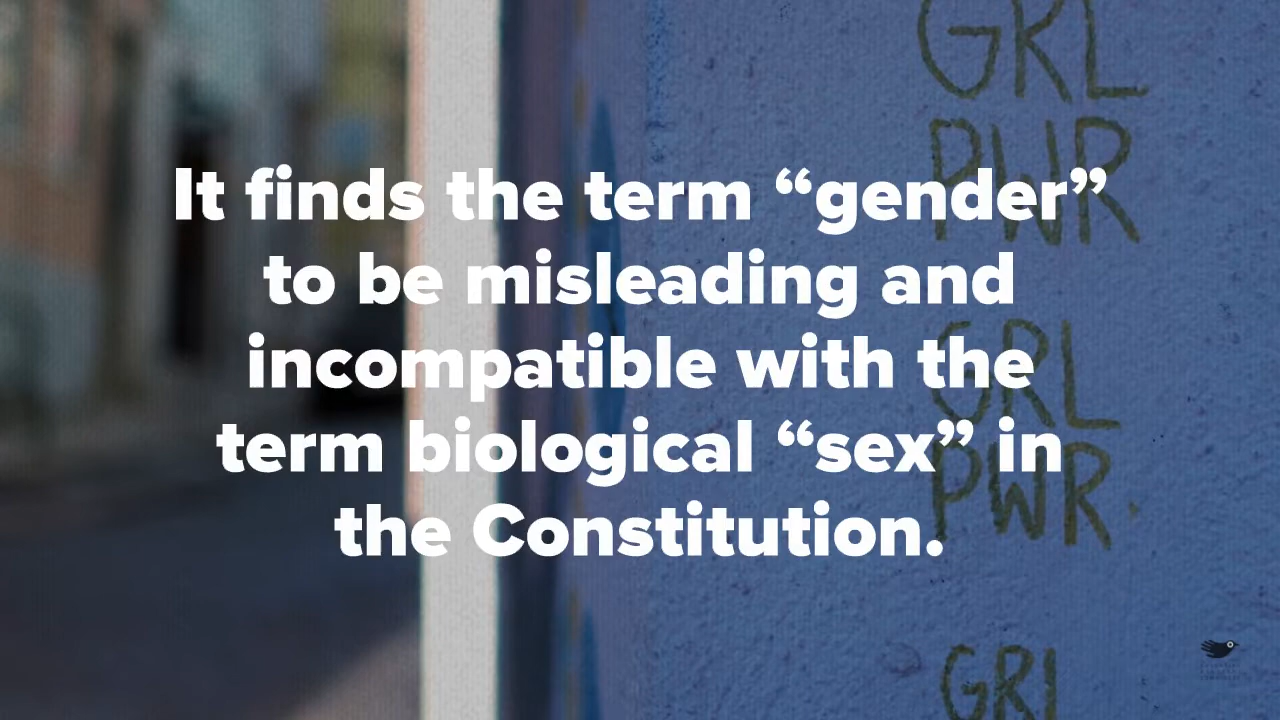 It finds the term “gender”
to be misleading and
incompatible with the
term biological “sex” in
the Constitution.
GRL
PWR
GRL
PWR.
GRL